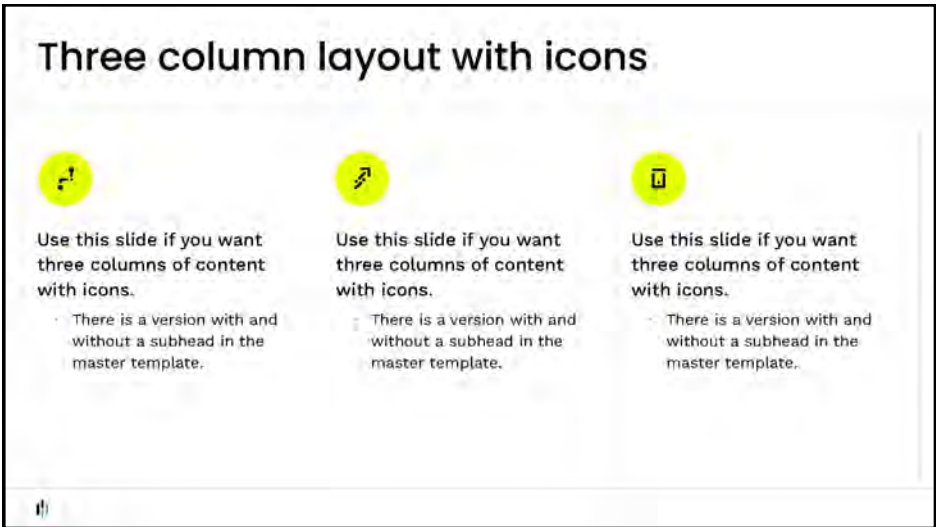 Three column layout with icons
Use this slide if you want
three columns of content
with icons.
· There is a version with and
without a subhead in the
master template.
Use this slide if you want
three columns of content
with icons.
· There is a version with and
without a subhead in the
master template.
Use this slide if you want
three columns of content
with icons.
· There is a version with and
without a subhead in the
master template.